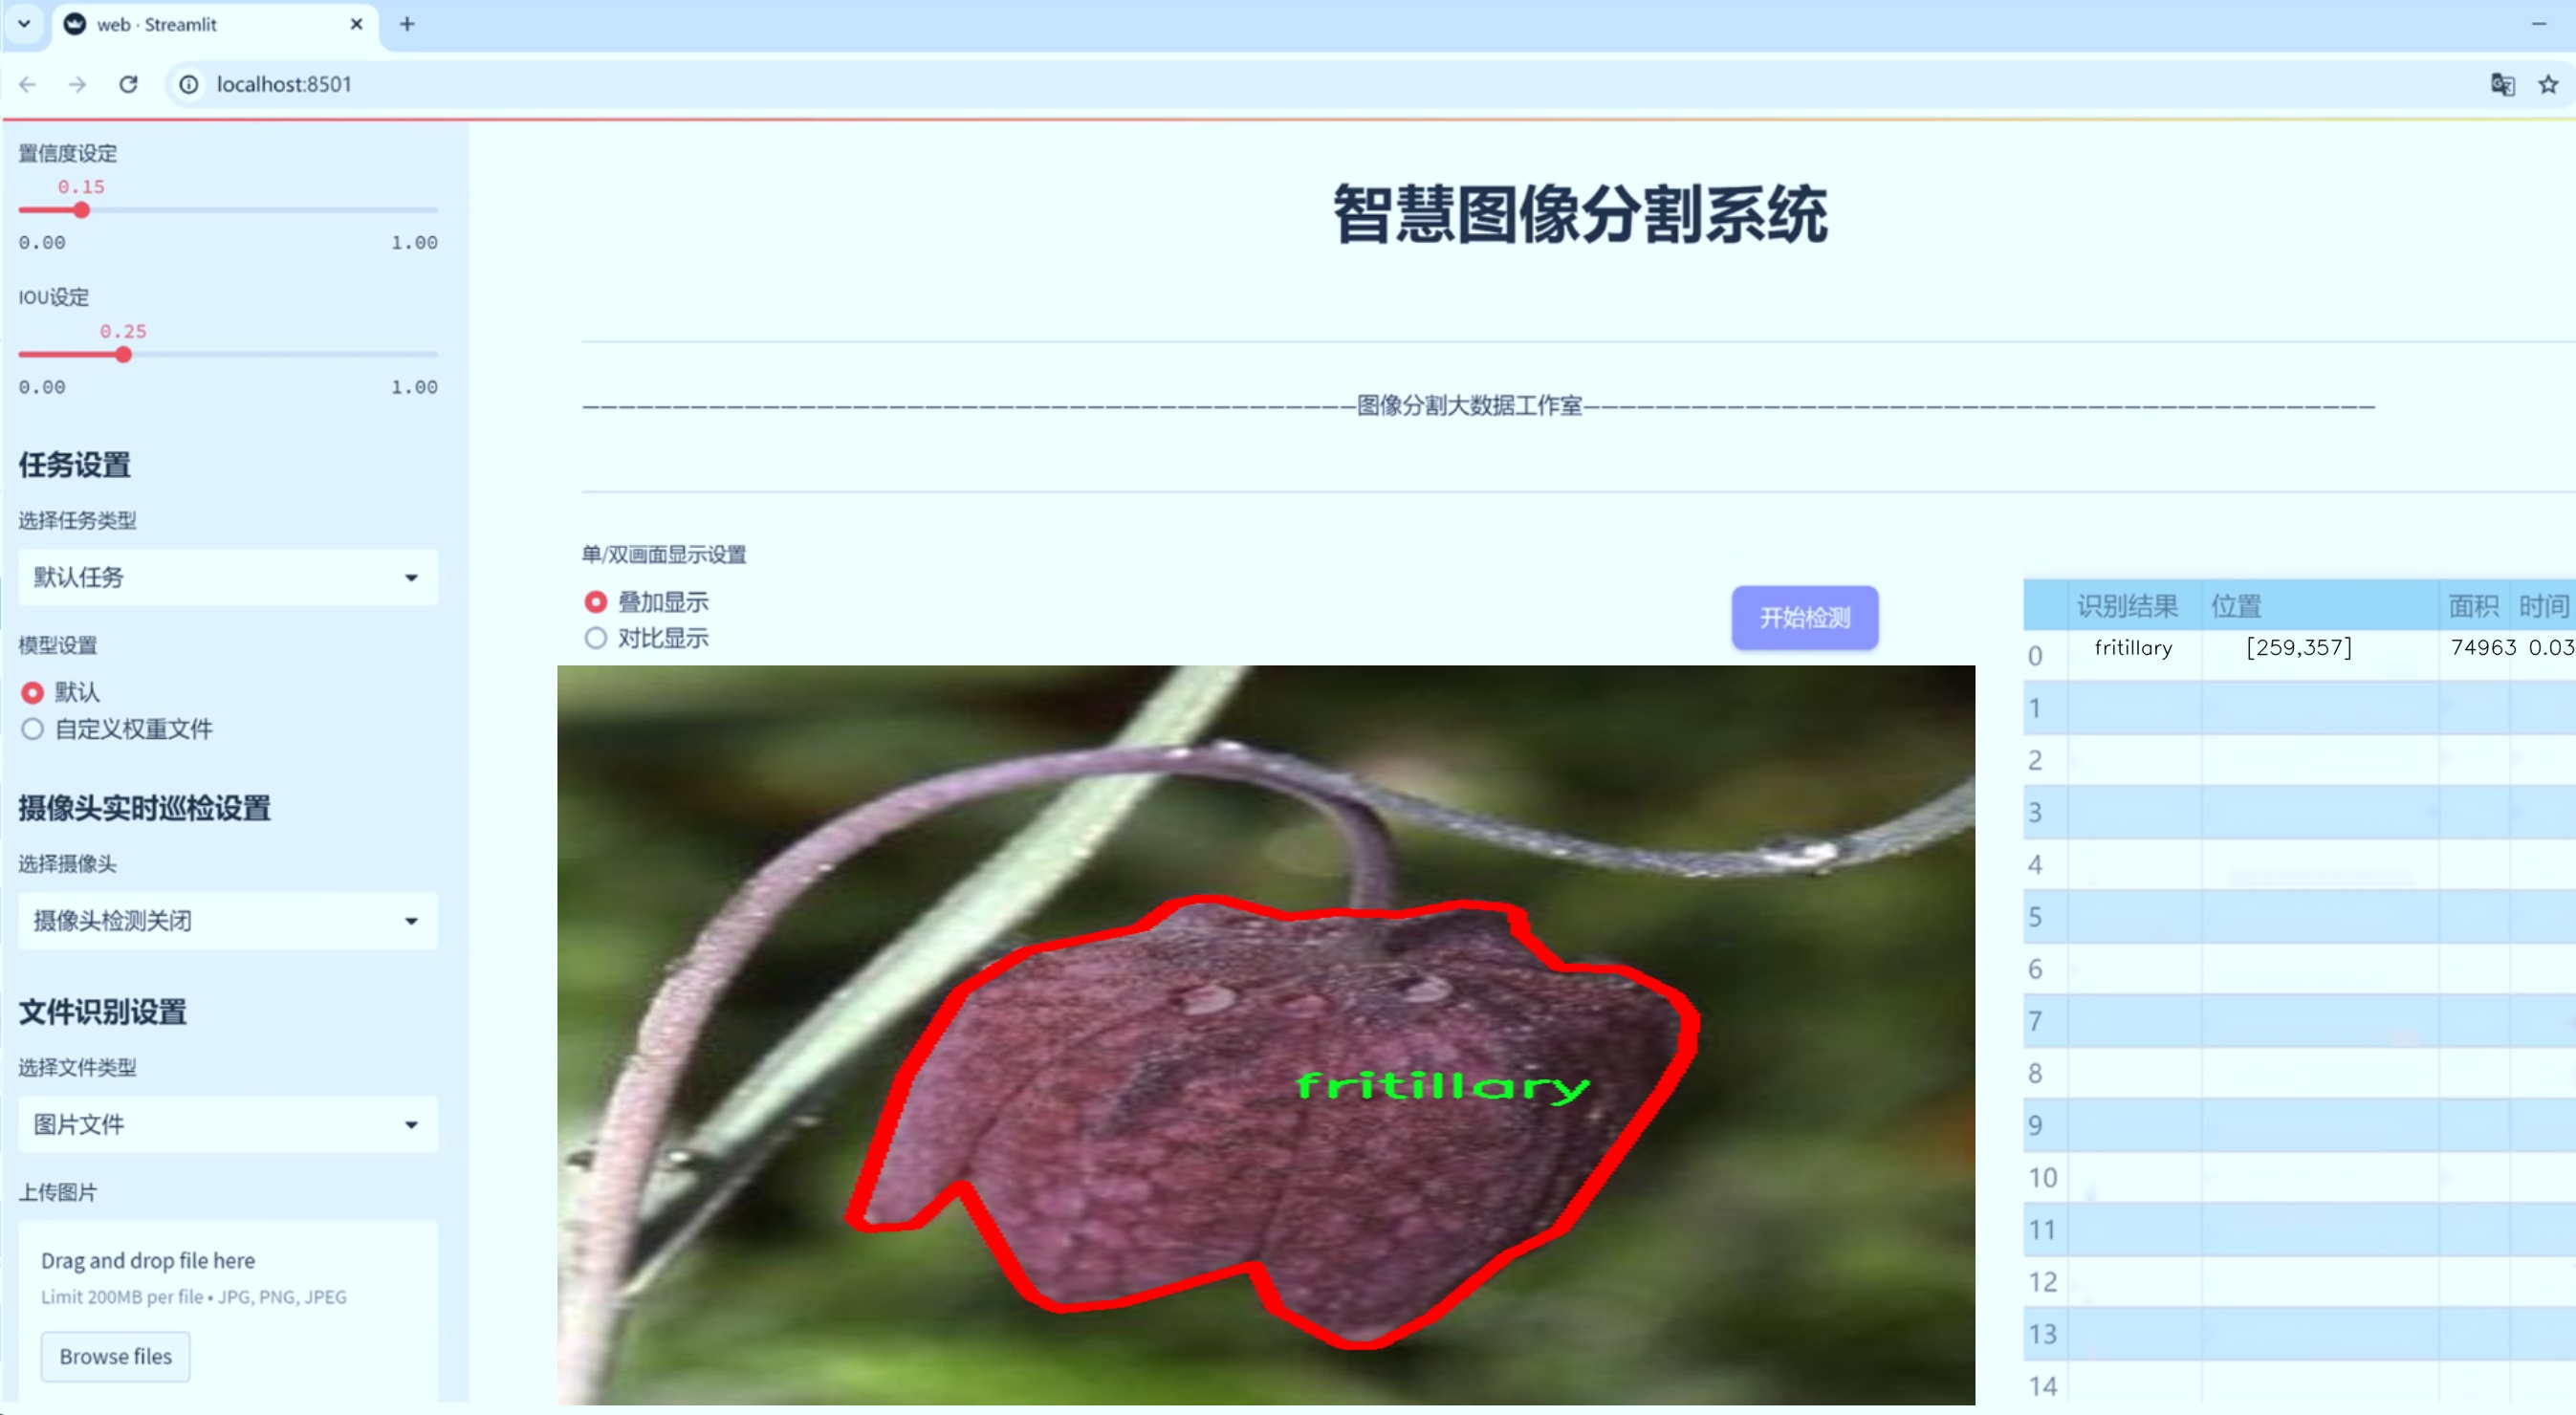 web · Streamlit
localhost:8501
置信度设定
0.15
0.00 1.00
IOU设定
0.25
0.00 1.00
任务设置
选择任务类型
默认任务
模型设置
默认
自定义权重文件
摄像头实时巡检设置
选择摄像头
摄像头检测关闭
文件识别设置
选择文件类型
图片文件
上传图片
Drag and drop file here
Limit 200MB per file • JPG, PNG, JPEG
Browse files
智慧图像分割系统
———————————————————————————————————————————图像分割大数据工作室————————————————————————————————————————————
单/双画面显示设置
叠加显示
对比显示
开始检测
fritillary
识别结果 位置 面积 时间
0 fritillary [259,357] 74963 0.03
1
2
3
4
5
6
7
8
9
10
11
12
13
14